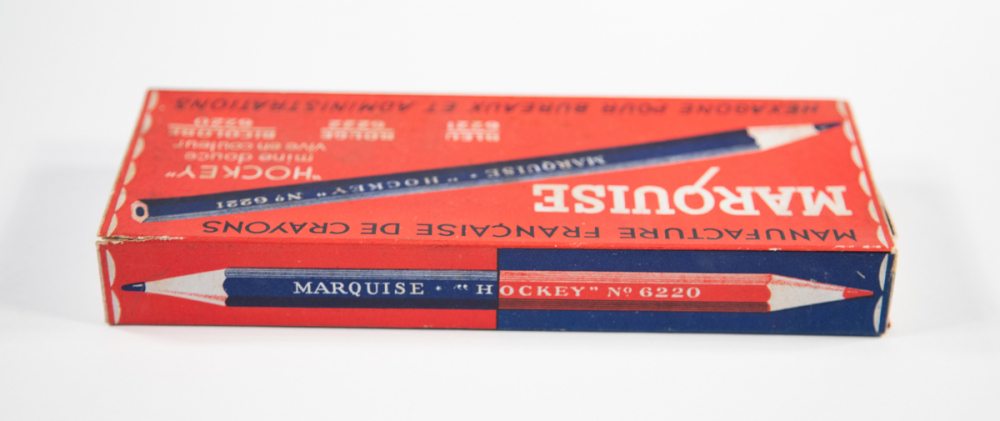 MANUFACTURE FRANÇAISE DE CRAYONS
MARQUISE
MARQUISE · "HOCKEY" Nº 6221
"HOCKEY"
mine douce
vive en couleur
BLEU ROUGE BICOLORE
6221 6222 6220
HEXAGONE POUR BUREAUX ET ADMINISTRATIONS
MARQUISE · "HOCKEY" Nº 6220